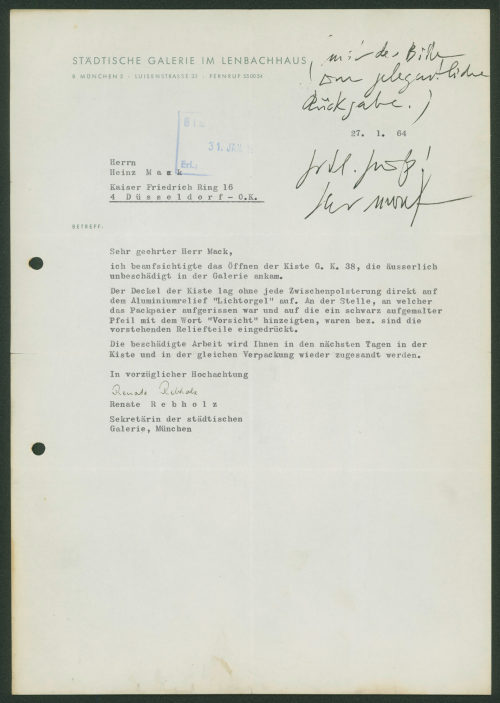 STÄDTISCHE GALERIE IM LENBACHHAUS
8 MÜNCHEN 2 · LUISENSTRASSE 33 · FERNRUF 550034
mit der Bitte
um gelegentliche
Rückgabe.)
27. 1. 64
31. JAN.
Erl.:
Herrn
Heinz M a c k
Kaiser Friedrich Ring 16
4 Düsseldorf - O.K.
BETREFF:
Sehr geehrter Herr Mack,
ich beaufsichtigte das Öffnen der Kiste G. K. 38, die äusserlich
unbeschädigt in der Galerie ankam.
Der Deckel der Kiste lag ohne jede Zwischenpolsterung direkt auf
dem Aluminiumrelief "Lichtorgel" auf. An der Stelle, an welcher
das Packpaier aufgerissen war und auf die ein schwarz aufgemalter
Pfeil mit dem Wort "Vorsicht" hinzeigten, waren bez. sind die
vorstehenden Reliefteile eingedrückt.
Die beschädigte Arbeit wird Ihnen in den nächsten Tagen in der
Kiste und in der gleichen Verpackung wieder zugesandt werden.
In vorzüglicher Hochachtung
Renate Rebholz
Renate R e b h o l z
Sekretärin der städtischen
Galerie, München